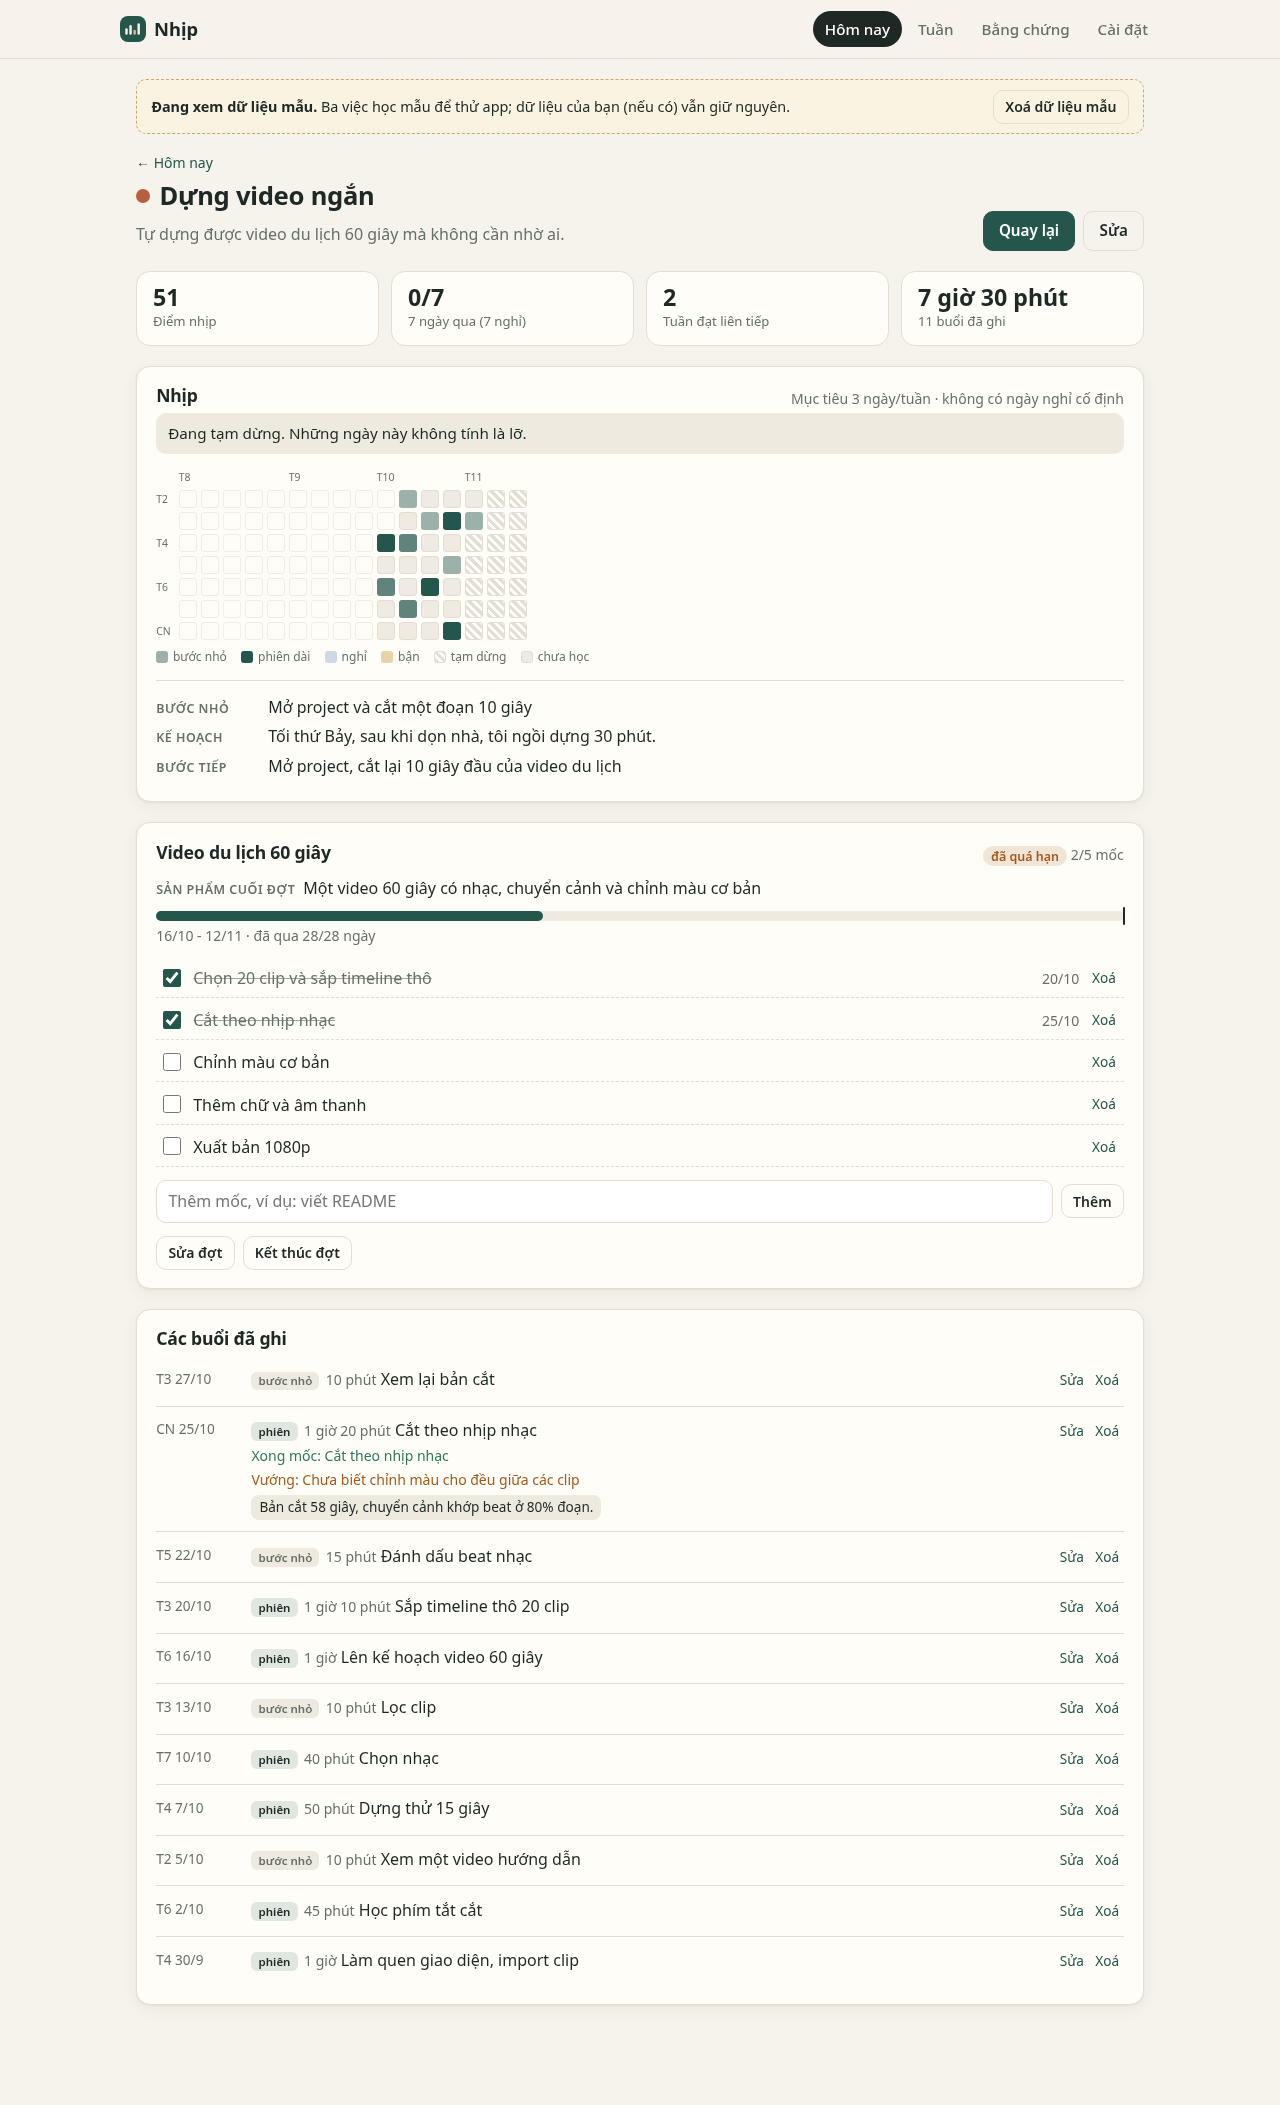 Nhịp
Hôm nay Tuần Bằng chứng Cài đặt
Đang xem dữ liệu mẫu. Ba việc học mẫu để thử app; dữ liệu của bạn (nếu có) vẫn giữ nguyên.
Xoá dữ liệu mẫu
← Hôm nay
Dựng video ngắn
Tự dựng được video du lịch 60 giây mà không cần nhờ ai.
Quay lại Sửa
51
Điểm nhịp
0/7
7 ngày qua (7 nghỉ)
2
Tuần đạt liên tiếp
7 giờ 30 phút
11 buổi đã ghi
Nhịp
Mục tiêu 3 ngày/tuần · không có ngày nghỉ cố định
Đang tạm dừng. Những ngày này không tính là lỡ.
T8 T9 T10 T11
T2
T4
T6
CN
bước nhỏ phiên dài nghỉ bận tạm dừng chưa học
BƯỚC NHỎ Mở project và cắt một đoạn 10 giây
KẾ HOẠCH Tối thứ Bảy, sau khi dọn nhà, tôi ngồi dựng 30 phút.
BƯỚC TIẾP Mở project, cắt lại 10 giây đầu của video du lịch
Video du lịch 60 giây
đã quá hạn 2/5 mốc
SẢN PHẨM CUỐI ĐỢT Một video 60 giây có nhạc, chuyển cảnh và chỉnh màu cơ bản
16/10 - 12/11 · đã qua 28/28 ngày
Chọn 20 clip và sắp timeline thô 20/10 Xoá
Cắt theo nhịp nhạc 25/10 Xoá
Chỉnh màu cơ bản Xoá
Thêm chữ và âm thanh Xoá
Xuất bản 1080p Xoá
Thêm mốc, ví dụ: viết README Thêm
Sửa đợt Kết thúc đợt
Các buổi đã ghi
T3 27/10 bước nhỏ 10 phút Xem lại bản cắt Sửa Xoá
CN 25/10 phiên 1 giờ 20 phút Cắt theo nhịp nhạc Sửa Xoá
Xong mốc: Cắt theo nhịp nhạc
Vướng: Chưa biết chỉnh màu cho đều giữa các clip
Bản cắt 58 giây, chuyển cảnh khớp beat ở 80% đoạn.
T5 22/10 bước nhỏ 15 phút Đánh dấu beat nhạc Sửa Xoá
T3 20/10 phiên 1 giờ 10 phút Sắp timeline thô 20 clip Sửa Xoá
T6 16/10 phiên 1 giờ Lên kế hoạch video 60 giây Sửa Xoá
T3 13/10 bước nhỏ 10 phút Lọc clip Sửa Xoá
T7 10/10 phiên 40 phút Chọn nhạc Sửa Xoá
T4 7/10 phiên 50 phút Dựng thử 15 giây Sửa Xoá
T2 5/10 bước nhỏ 10 phút Xem một video hướng dẫn Sửa Xoá
T6 2/10 phiên 45 phút Học phím tắt cắt Sửa Xoá
T4 30/9 phiên 1 giờ Làm quen giao diện, import clip Sửa Xoá